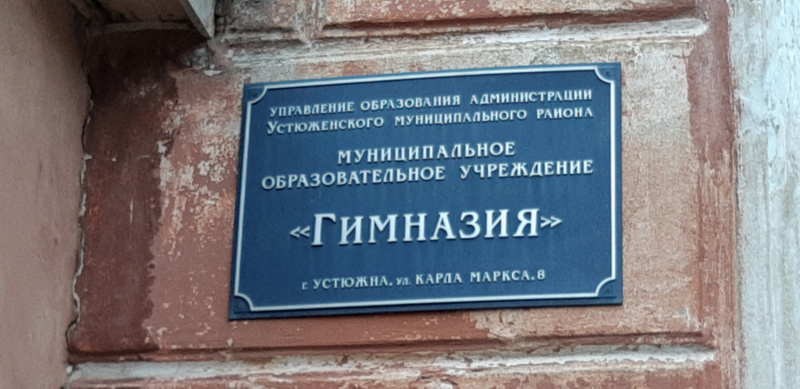 УПРАВЛЕНИЕ ОБРАЗОВАНИЯ АДМИНИСТРАЦИИ
УСТЮЖЕНСКОГО МУНИЦИПАЛЬНОГО РАЙОНА
МУНИЦИПАЛЬНОЕ
ОБРАЗОВАТЕЛЬНОЕ УЧРЕЖДЕНИЕ
«ГИМНАЗИЯ»
г. УСТЮЖНА, ул. КАРЛА МАРКСА, 8